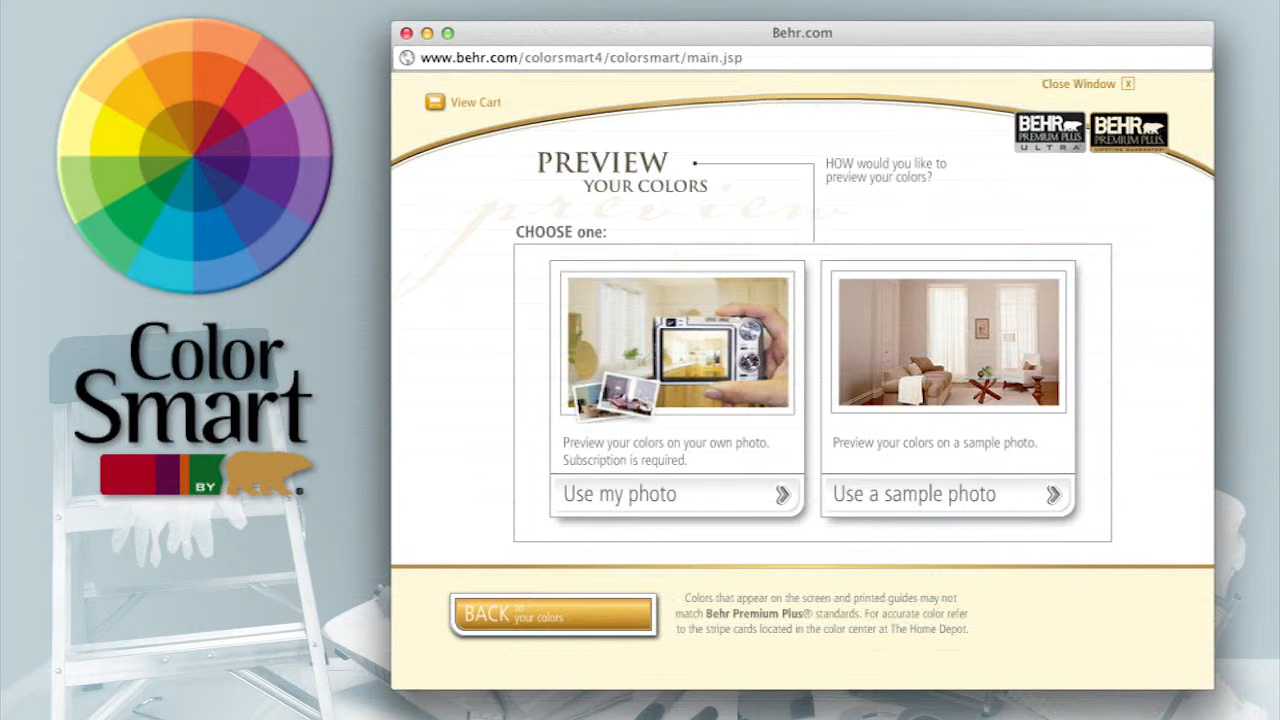 Behr.com
www.behr.com/colorsmart4/colorsmart/main.jsp
View Cart
Close Window x
BEHR
PREMIUM PLUS
ULTRA
BEHR
PREMIUM PLUS
PREVIEW
YOUR COLORS
preview
HOW would you like to
preview your colors?
CHOOSE one:
Preview your colors on your own photo.
Subscription is required.
Use my photo
Preview your colors on a sample photo.
Use a sample photo
BACK to
your colors
Colors that appear on the screen and printed guides may not
match Behr Premium Plus® standards. For accurate color refer
to the stripe cards located in the color center at The Home Depot.
Color
Smart
BY
®